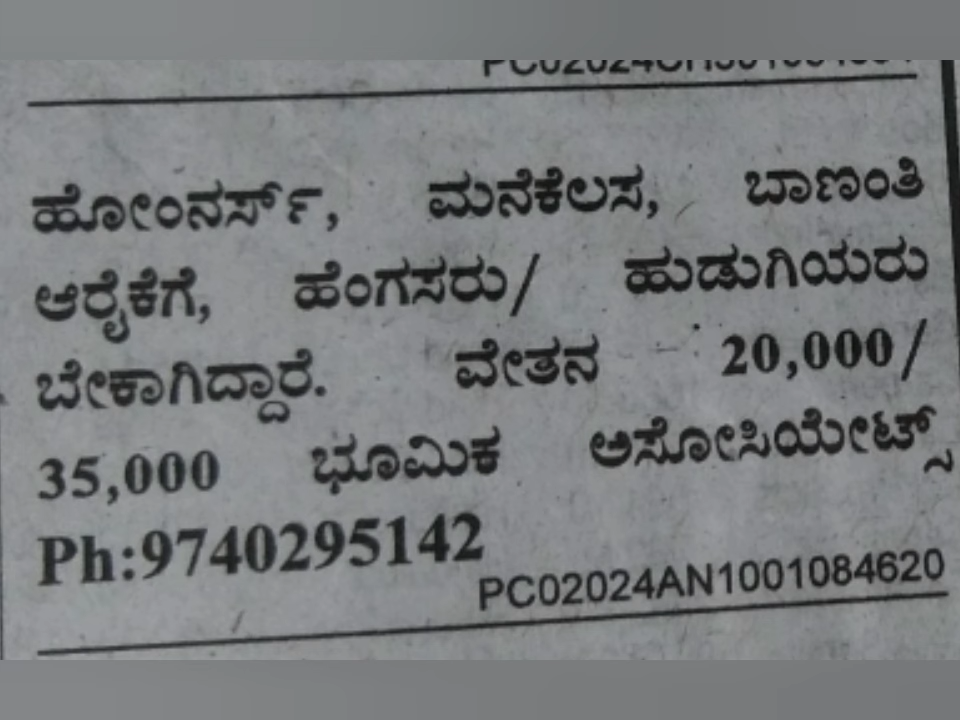 ಹೋಂನರ್ಸ್, ಮನೆಕೆಲಸ, ಬಾಣಂತಿ
ಆರೈಕೆಗೆ, ಹೆಂಗಸರು/ ಹುಡುಗಿಯರು
ಬೇಕಾಗಿದ್ದಾರೆ. ವೇತನ 20,000/
35,000 ಭೂಮಿಕ ಅಸೋಸಿಯೇಟ್ಸ್
Ph:9740295142
PC02024AN1001084620